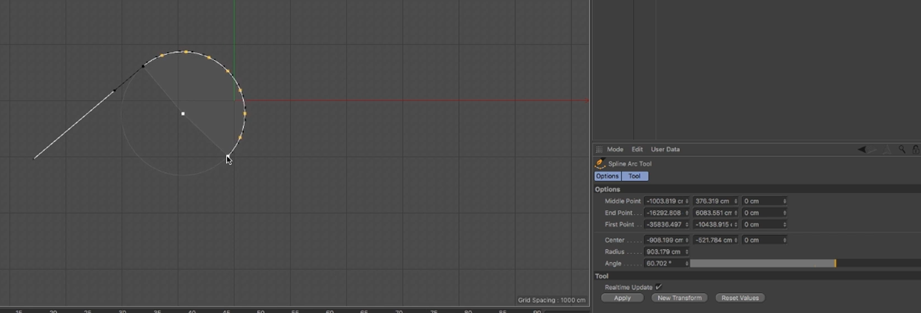 Mode Edit User Data
Spline Arc Tool
Options Tool
Options
Middle Point -1003.619 cm 376.319 cm 0 cm
End Point -16292.608 6083.561 cm 0 cm
First Point -35836.497 -10438.915 0 cm
Center -908.199 cm -521.784 cm 0 cm
Radius 903.179 cm
Angle 60.702 °
Tool
Realtime Update
Apply New Transform Reset Values
Grid Spacing : 1000 cm